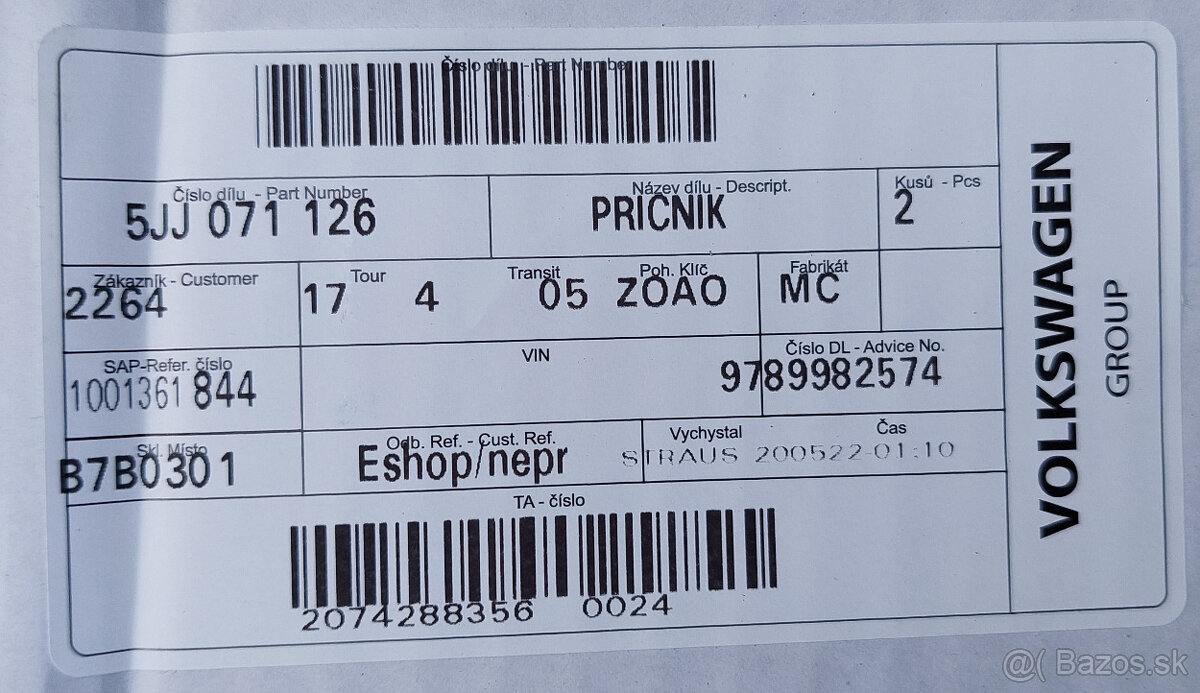 Číslo dílu - Part Number
Číslo dílu - Part Number
5JJ 071 126
Název dílu - Descript.
PRICNIK
Kusů - Pcs
2
Zákazník - Customer
2264
Tour
17 4
Transit
05
Poh. Klíč
ZOAO
Fabrikát
MC
SAP-Refer. číslo
1001361 844
VIN
Číslo DL - Advice No.
9789982574
Skl. Místo
B7B0301
Odb. Ref. - Cust. Ref.
Eshop/nepr
Vychystal
Čas
STRAUS 200522-01:10
TA - číslo
2074288356 0024
VOLKSWAGEN
GROUP
@( Bazos.sk